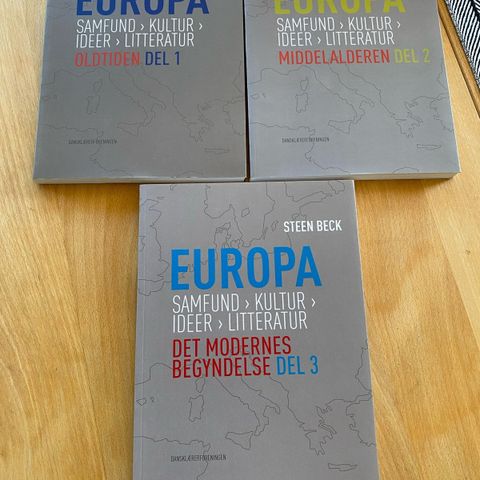 EUROPA
SAMFUND › KULTUR ›
IDEER › LITTERATUR
OLDTIDEN DEL 1
DANSKLÆRERFORENINGEN
EUROPA
SAMFUND › KULTUR ›
IDEER › LITTERATUR
MIDDELALDEREN DEL 2
DANSKLÆRERFORENINGEN
STEEN BECK
EUROPA
SAMFUND › KULTUR ›
IDEER › LITTERATUR
DET MODERNES
BEGYNDELSE DEL 3
DANSKLÆRERFORENINGEN